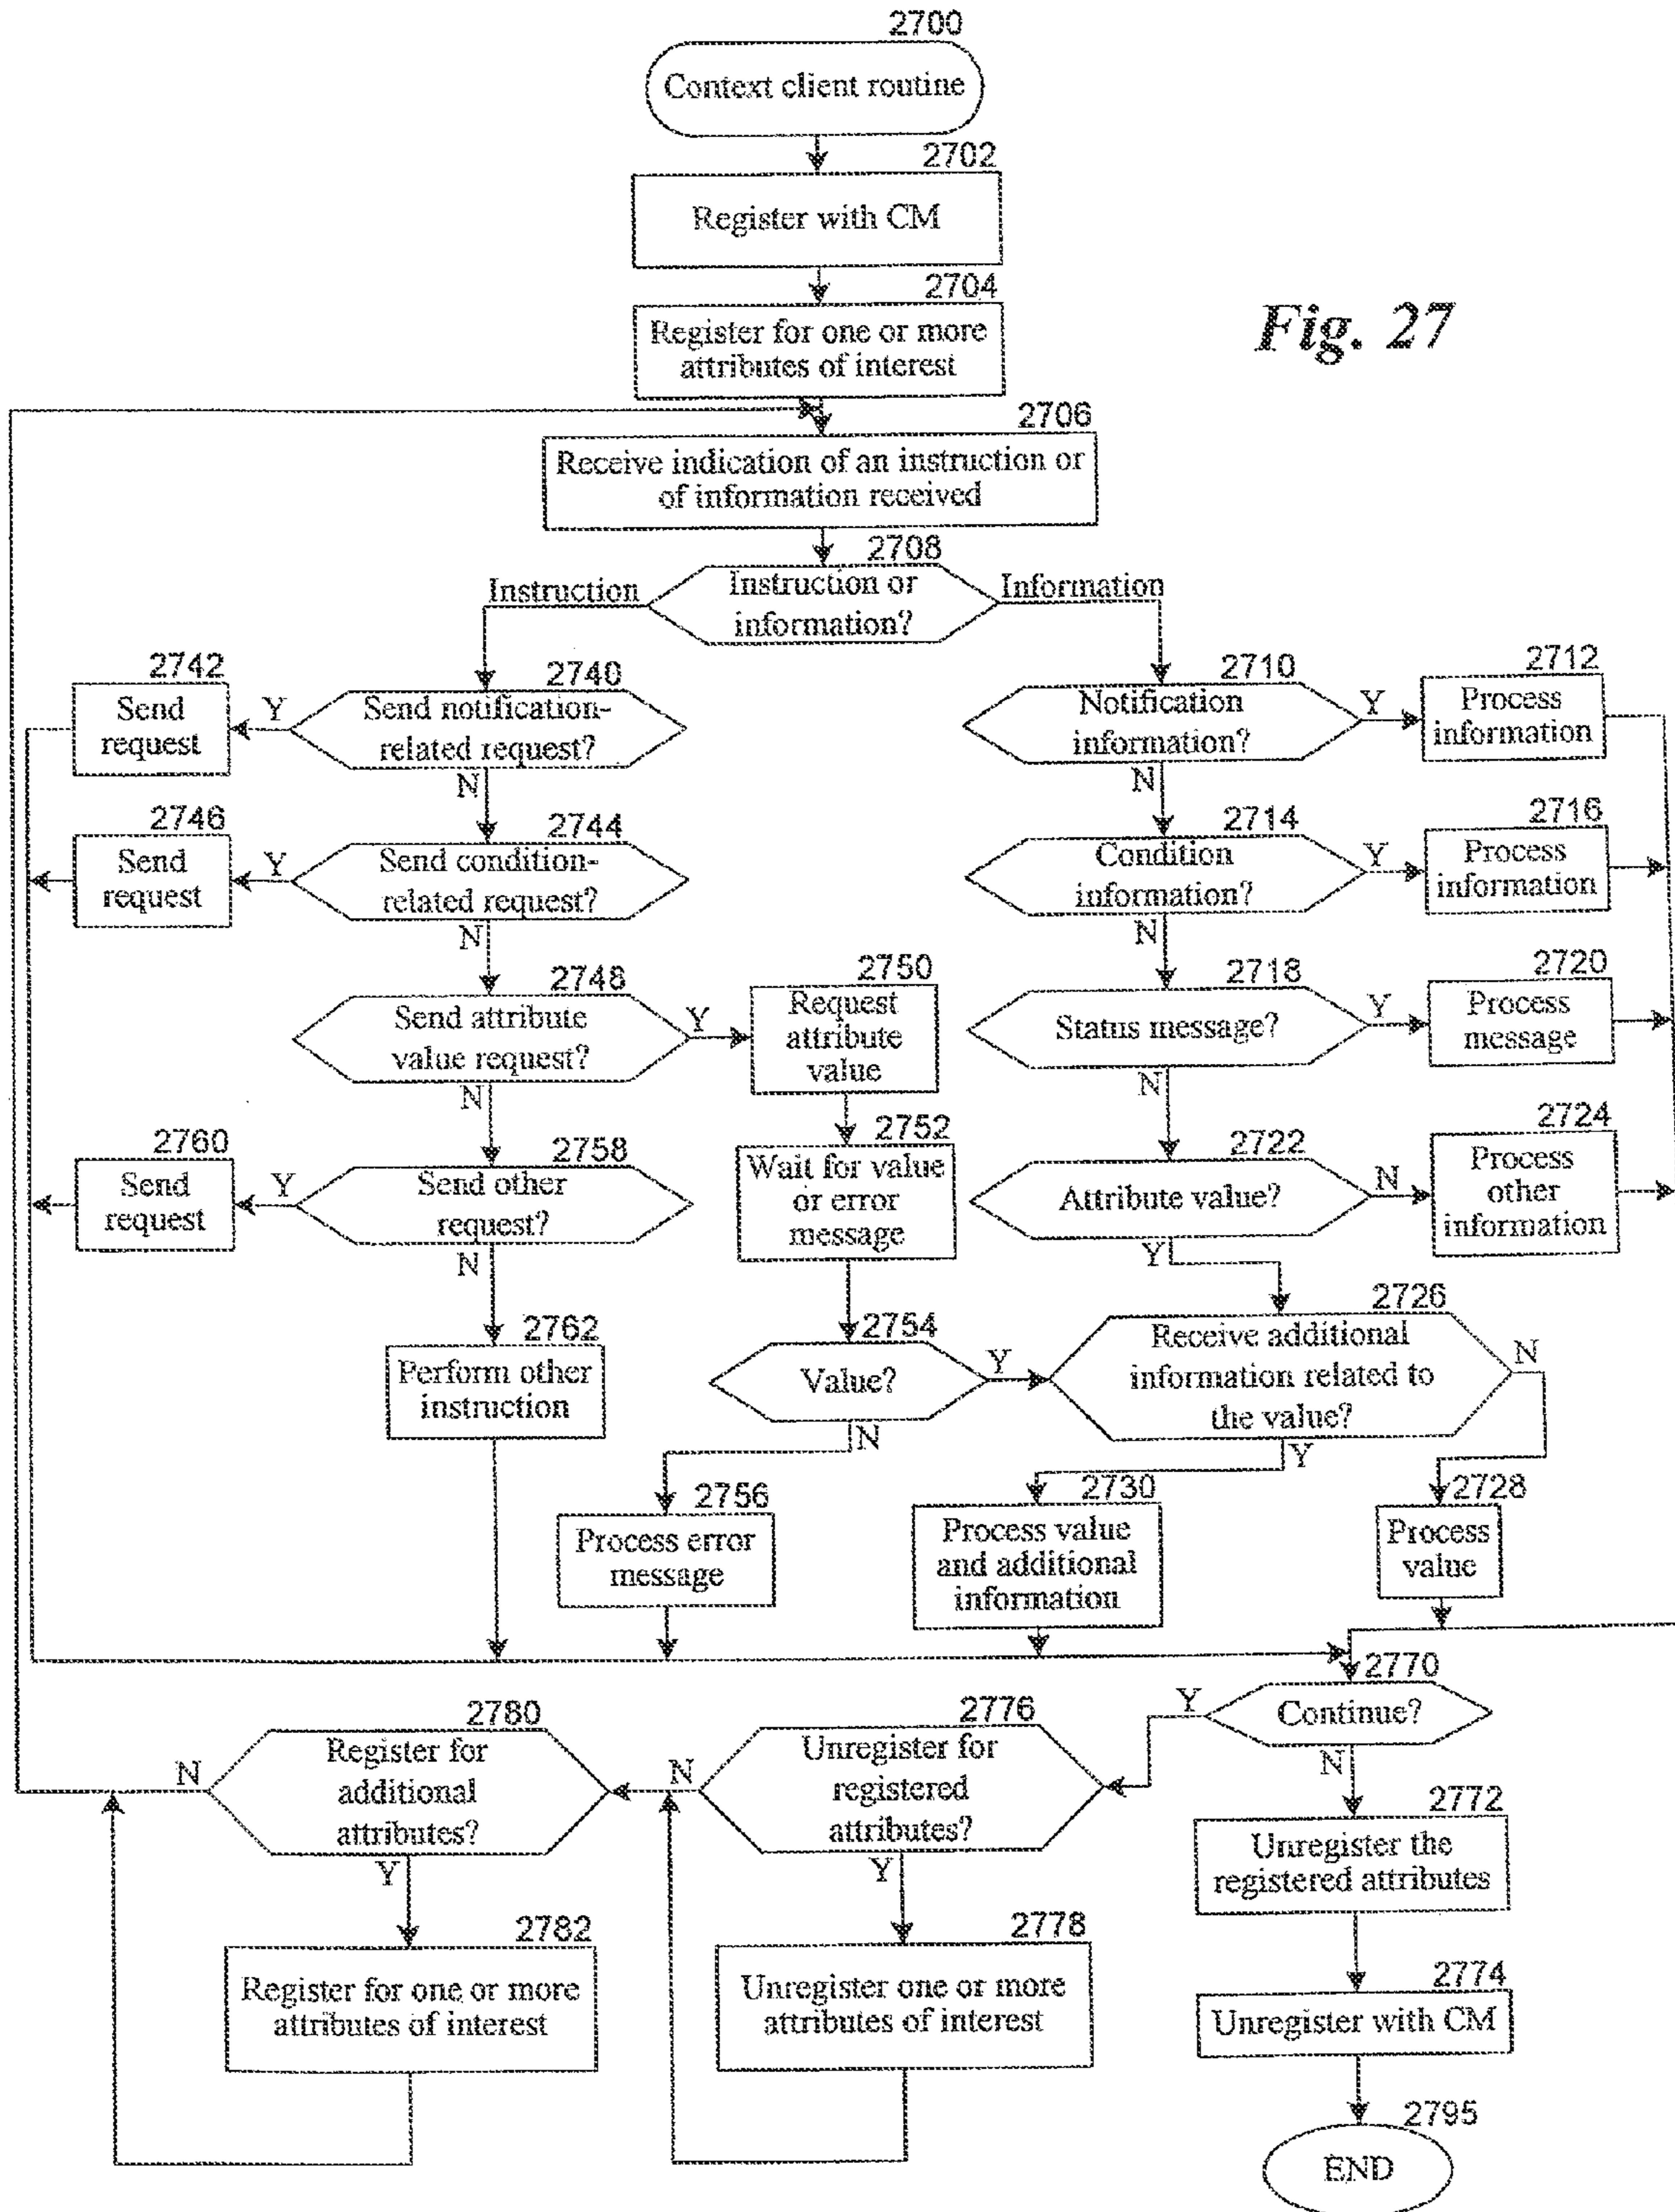 2700
Context client routine
2702
Register with CM
2704
Register for one or more
attributes of interest
Fig. 27
2706
Receive indication of an instruction or
of information received
2708
Instruction or
information?
Instruction
Information
2742
Send
request
Y
2740
Send notification-
related request?
N
2710
Notification
information?
Y
N
2712
Process
information
2746
Send
request
Y
2744
Send condition-
related request?
N
2714
Condition
information?
Y
N
2716
Process
information
2748
Send attribute
value request?
Y
N
2750
Request
attribute
value
2718
Status message?
Y
N
2720
Process
message
2760
Send
request
Y
2758
Send other
request?
N
2752
Wait for value
or error
message
2722
Attribute value?
N
Y
2724
Process
other
information
2762
Perform other
instruction
2754
Value?
Y
N
2726
Receive additional
information related to
the value?
N
Y
2756
Process error
message
2730
Process value
and additional
information
2728
Process
value
2770
Continue?
Y
N
2780
Register for
additional
attributes?
N
Y
2776
Unregister for
registered
attributes?
N
Y
2772
Unregister the
registered attributes
2782
Register for one or more
attributes of interest
2778
Unregister one or more
attributes of interest
2774
Unregister with CM
2795
END